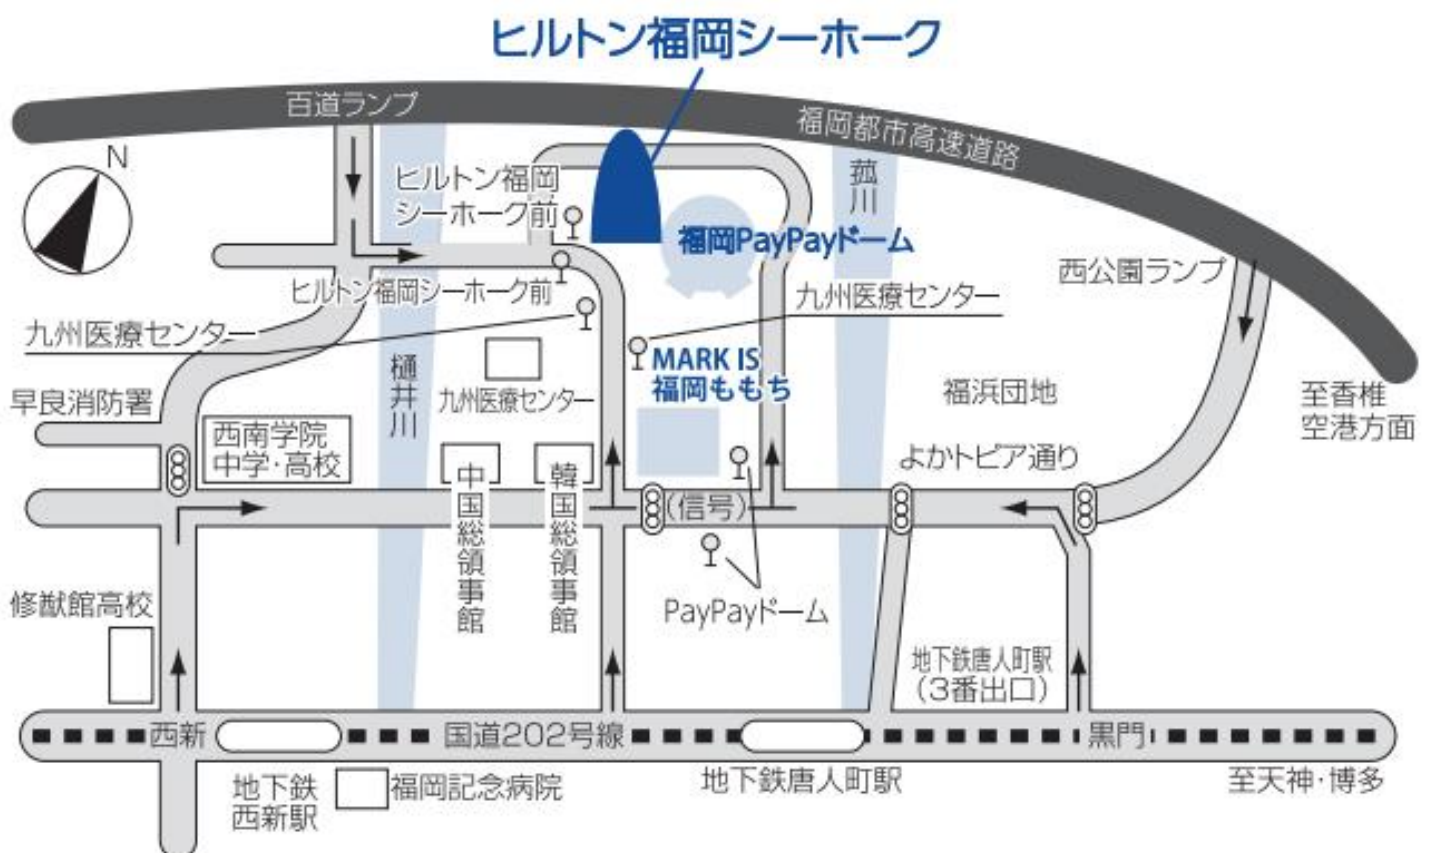 ヒルトン福岡シーホーク
百道ランプ
福岡都市高速道路
N
ヒルトン福岡
シーホーク前
菰川
福岡PayPayドーム
西公園ランプ
ヒルトン福岡シーホーク前
九州医療センター
九州医療センター
MARK IS
福岡ももち
樋井川
九州医療センター
福浜団地
至香椎
空港方面
早良消防署
西南学院
中学・高校
よかトピア通り
中国総領事館
韓国総領事館
(信号)
修猷館高校
PayPayドーム
地下鉄唐人町駅
(3番出口)
西新
国道202号線
黒門
地下鉄
西新駅
福岡記念病院
地下鉄唐人町駅
至天神・博多